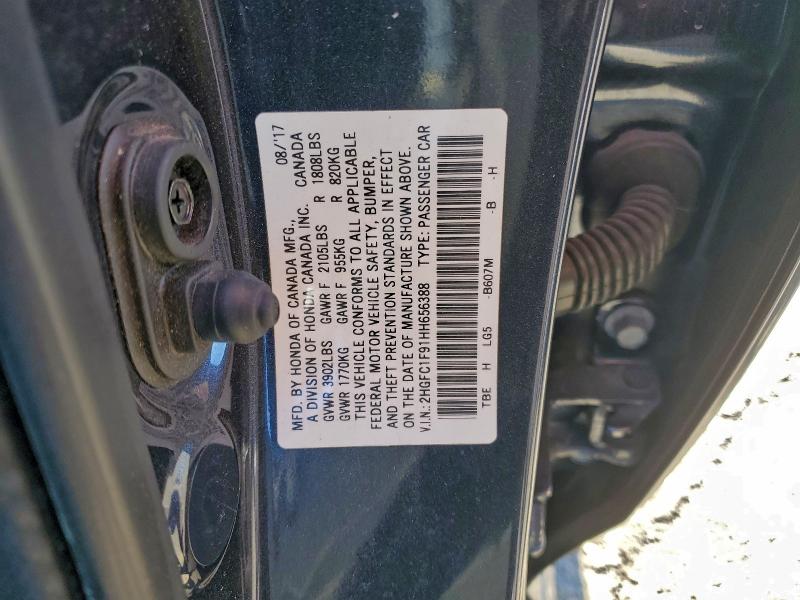 MFD. BY HONDA OF CANADA MFG., 08/'17
A DIVISION OF HONDA CANADA INC. CANADA
GVWR 3902LBS GAWR F 2105LBS R 1808LBS
GVWR 1770KG GAWR F 955KG R 820KG
THIS VEHICLE CONFORMS TO ALL APPLICABLE
FEDERAL MOTOR VEHICLE SAFETY, BUMPER,
AND THEFT PREVENTION STANDARDS IN EFFECT
ON THE DATE OF MANUFACTURE SHOWN ABOVE.
V.I.N.: 2HGFC1F91HH656388 TYPE: PASSENGER CAR
TBE H LG5 -B607M -B -H